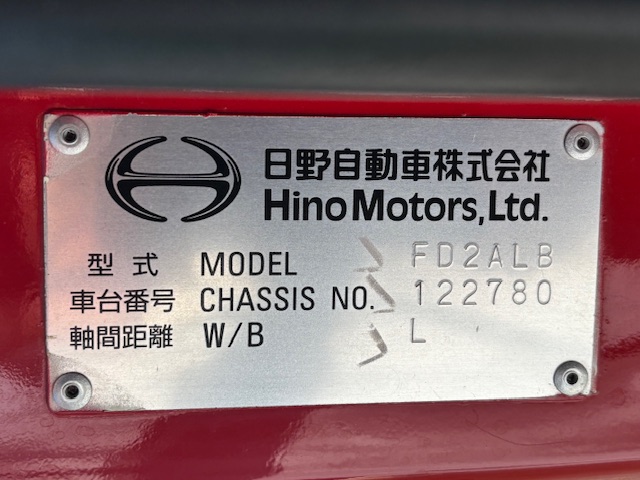 日野自動車株式会社
Hino Motors, Ltd.
型式 MODEL FD2ALB
車台番号 CHASSIS NO. 122780
軸間距離 W/B L